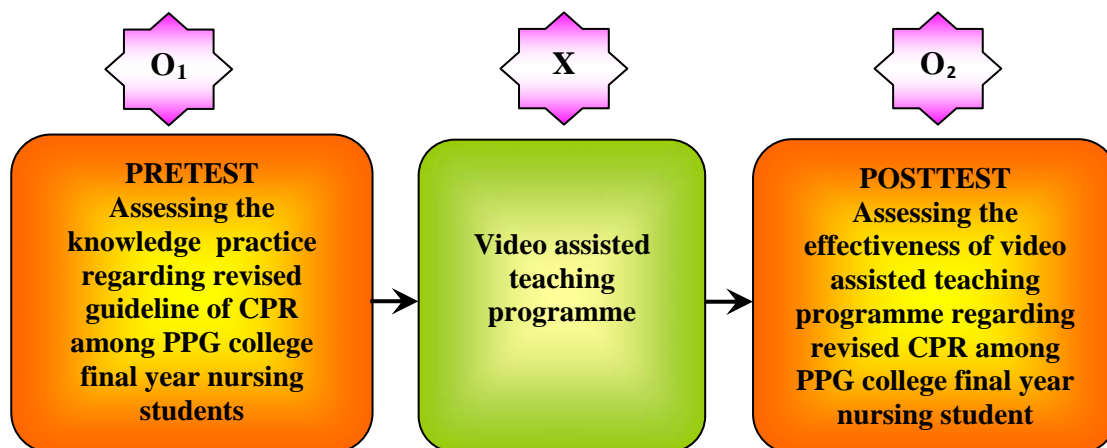 O₁
X
O₂
PRETEST
Assessing the
knowledge practice
regarding revised
guideline of CPR
among PPG college
final year nursing
students
Video assisted
teaching
programme
POSTTEST
Assessing the
effectiveness of video
assisted teaching
programme regarding
revised CPR among
PPG college final year
nursing student